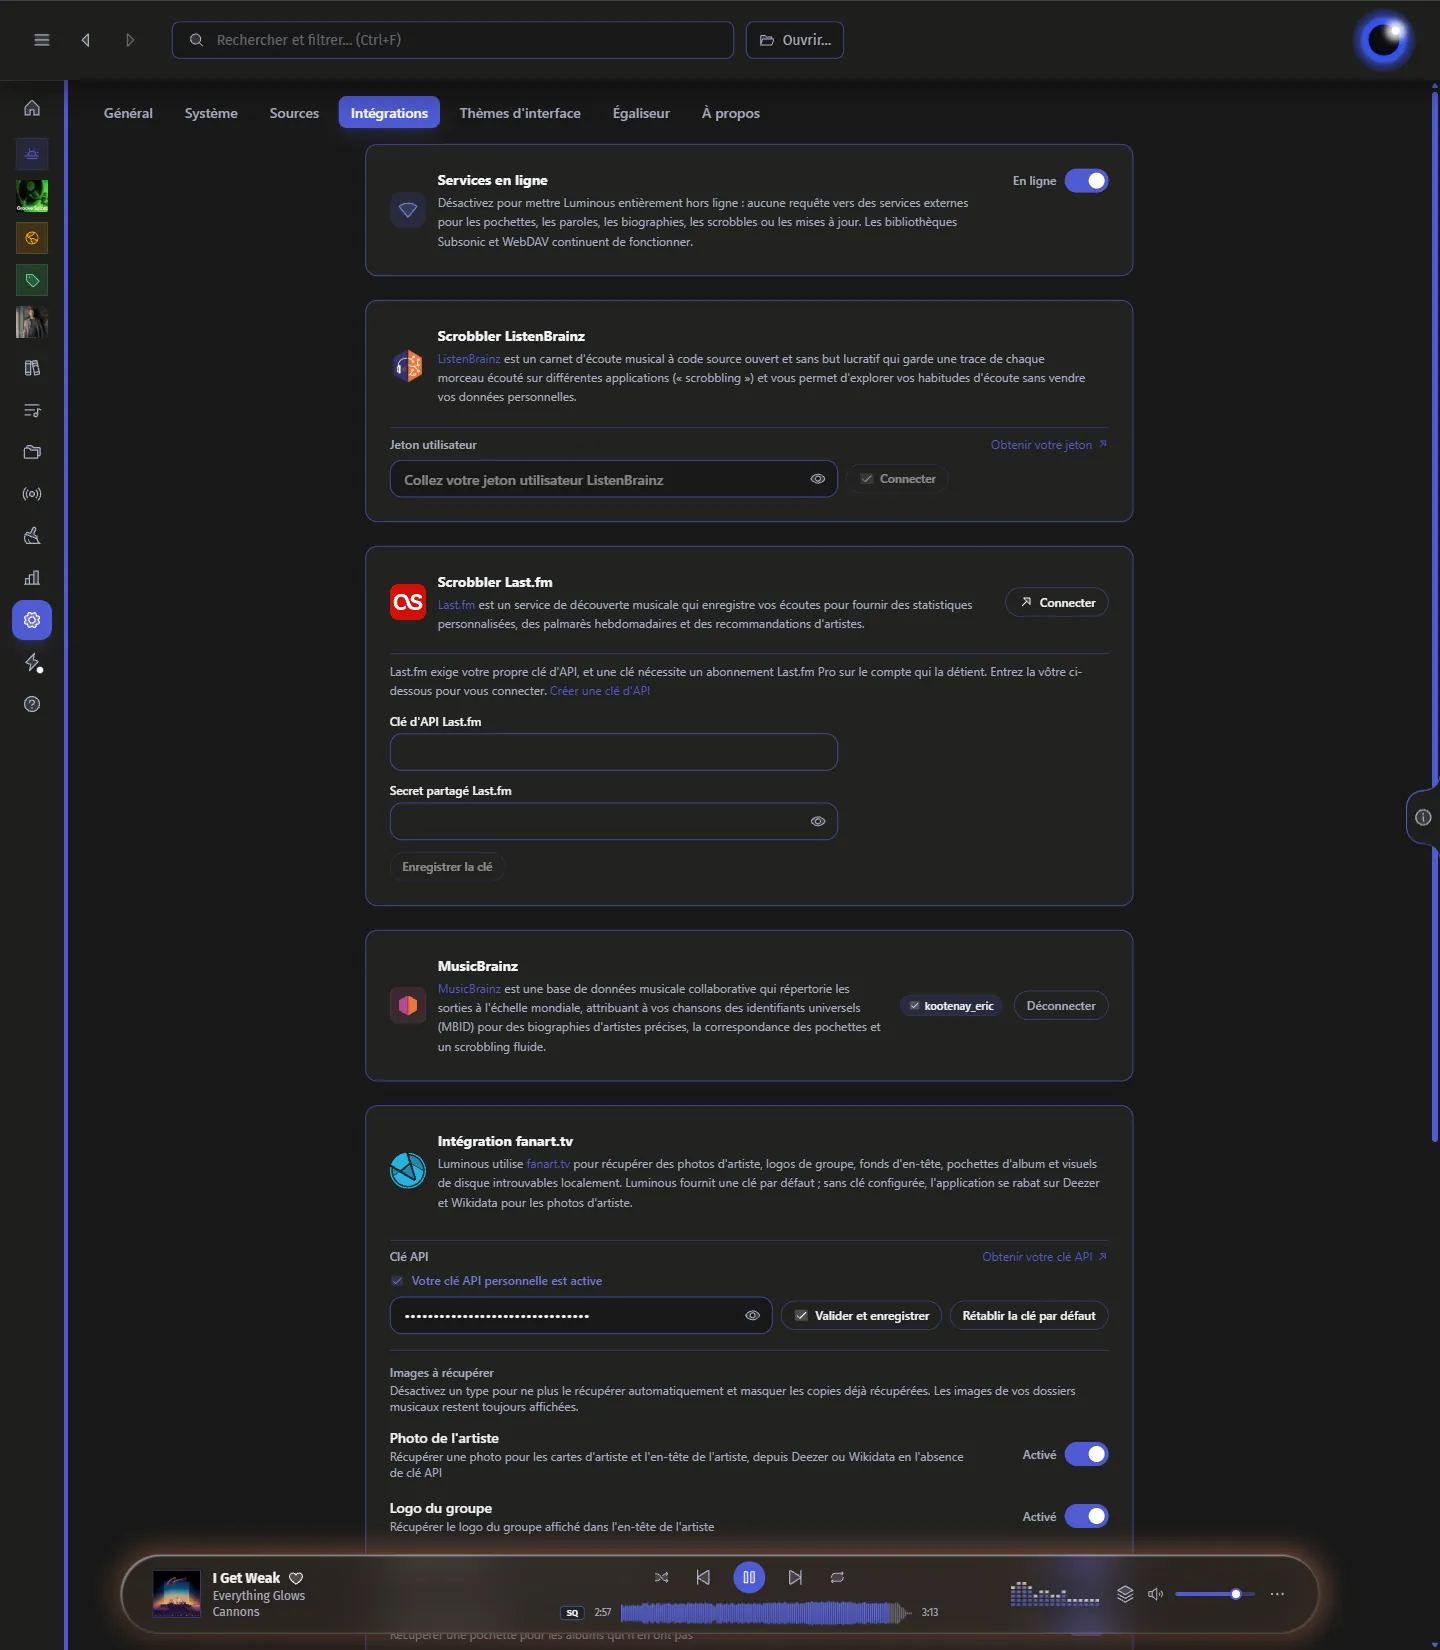 Rechercher et filtrer... (Ctrl+F)
Ouvrir...
Général
Système
Sources
Intégrations
Thèmes d'interface
Égaliseur
À propos
Services en ligne
En ligne
Désactivez pour mettre Luminous entièrement hors ligne : aucune requête vers des services externes
pour les pochettes, les paroles, les biographies, les scrobbles ou les mises à jour. Les bibliothèques
Subsonic et WebDAV continuent de fonctionner.
Scrobbler ListenBrainz
ListenBrainz est un carnet d'écoute musical à code source ouvert et sans but lucratif qui garde une trace de chaque
morceau écouté sur différentes applications (« scrobbling ») et vous permet d'explorer vos habitudes d'écoute sans vendre
vos données personnelles.
Jeton utilisateur
Obtenir votre jeton
Collez votre jeton utilisateur ListenBrainz
Connecter
Scrobbler Last.fm
Last.fm est un service de découverte musicale qui enregistre vos écoutes pour fournir des statistiques
personnalisées, des palmarès hebdomadaires et des recommandations d'artistes.
Connecter
Last.fm exige votre propre clé d'API, et une clé nécessite un abonnement Last.fm Pro sur le compte qui la détient. Entrez la vôtre ci-
dessous pour vous connecter. Créer une clé d'API
Clé d'API Last.fm
Secret partagé Last.fm
Enregistrer la clé
MusicBrainz
MusicBrainz est une base de données musicale collaborative qui répertorie les
sorties à l'échelle mondiale, attribuant à vos chansons des identifiants universels
(MBID) pour des biographies d'artistes précises, la correspondance des pochettes et
un scrobbling fluide.
kootenay_eric
Déconnecter
Intégration fanart.tv
Luminous utilise fanart.tv pour récupérer des photos d'artiste, logos de groupe, fonds d'en-tête, pochettes d'album et visuels
de disque introuvables localement. Luminous fournit une clé par défaut ; sans clé configurée, l'application se rabat sur Deezer
et Wikidata pour les photos d'artiste.
Clé API
Obtenir votre clé API
Votre clé API personnelle est active
Valider et enregistrer
Rétablir la clé par défaut
Images à récupérer
Désactivez un type pour ne plus le récupérer automatiquement et masquer les copies déjà récupérées. Les images de vos dossiers
musicaux restent toujours affichées.
Photo de l'artiste
Récupérer une photo pour les cartes d'artiste et l'en-tête de l'artiste, depuis Deezer ou Wikidata en l'absence
de clé API
Activé
Logo du groupe
Récupérer le logo du groupe affiché dans l'en-tête de l'artiste
Activé
I Get Weak
Everything Glows
Cannons
SQ
2:57
3:13
Récupérer une pochette pour les albums qui n'en ont pas